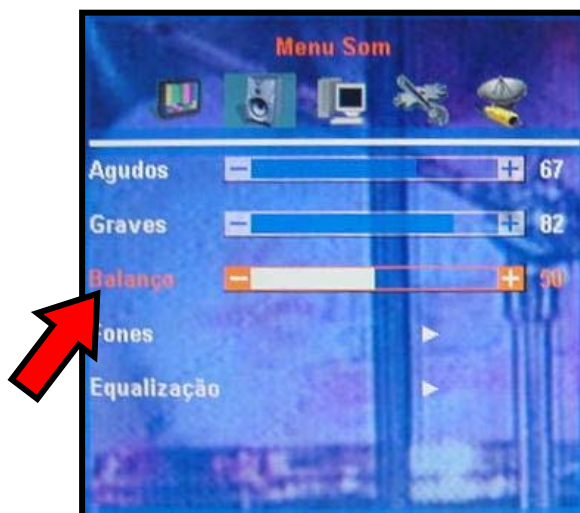 Menu Som
Agudos - + 67
Graves - + 82
Balanço - + 50
Fones
Equalização